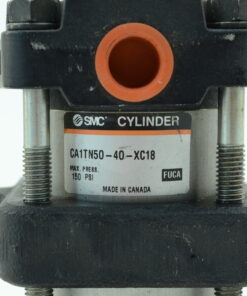 SMC CYLINDER
CA1TN50-40-XC18
MAX. PRESS.
150 PSI
FUCA
MADE IN CANADA